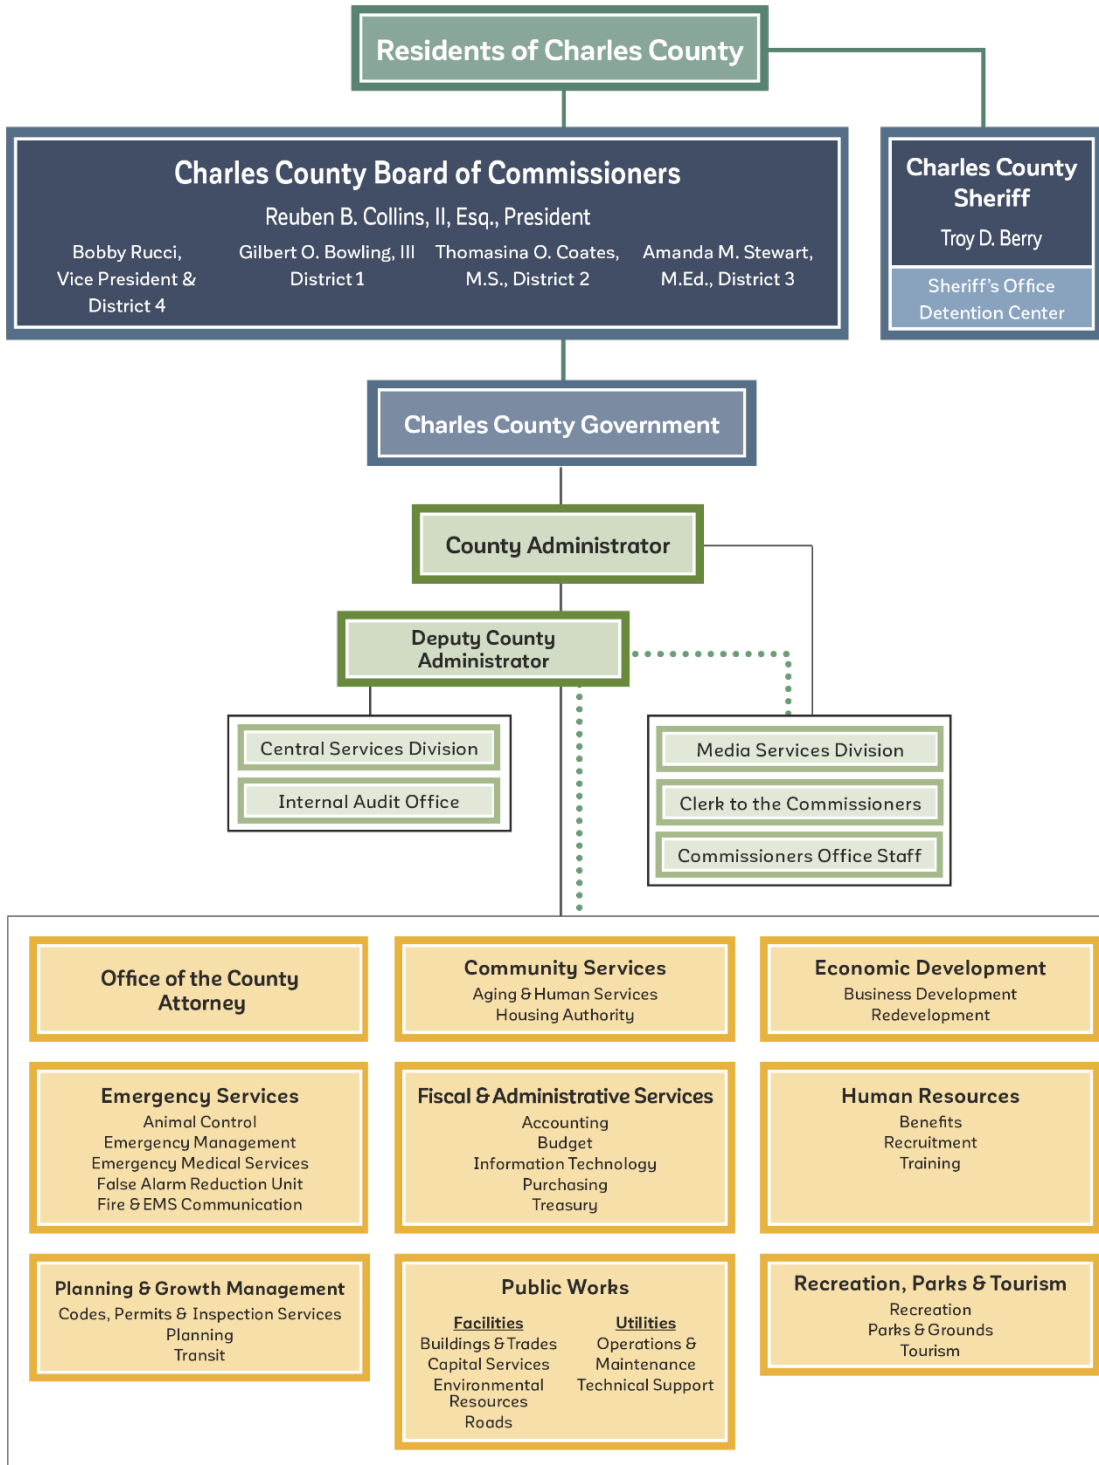 Residents of Charles County
Charles County Board of Commissioners
Reuben B. Collins, II, Esq., President
Bobby Rucci,
Vice President &
District 4
Gilbert O. Bowling, III
District 1
Thomasina O. Coates,
M.S., District 2
Amanda M. Stewart,
M.Ed., District 3
Charles County
Sheriff
Troy D. Berry
Sheriff's Office
Detention Center
Charles County Government
County Administrator
Deputy County
Administrator
Central Services Division
Internal Audit Office
Media Services Division
Clerk to the Commissioners
Commissioners Office Staff
Office of the County
Attorney
Community Services
Aging & Human Services
Housing Authority
Economic Development
Business Development
Redevelopment
Emergency Services
Animal Control
Emergency Management
Emergency Medical Services
False Alarm Reduction Unit
Fire & EMS Communication
Fiscal & Administrative Services
Accounting
Budget
Information Technology
Purchasing
Treasury
Human Resources
Benefits
Recruitment
Training
Planning & Growth Management
Codes, Permits & Inspection Services
Planning
Transit
Public Works
Facilities
Buildings & Trades
Capital Services
Environmental
Resources
Roads
Utilities
Operations &
Maintenance
Technical Support
Recreation, Parks & Tourism
Recreation
Parks & Grounds
Tourism